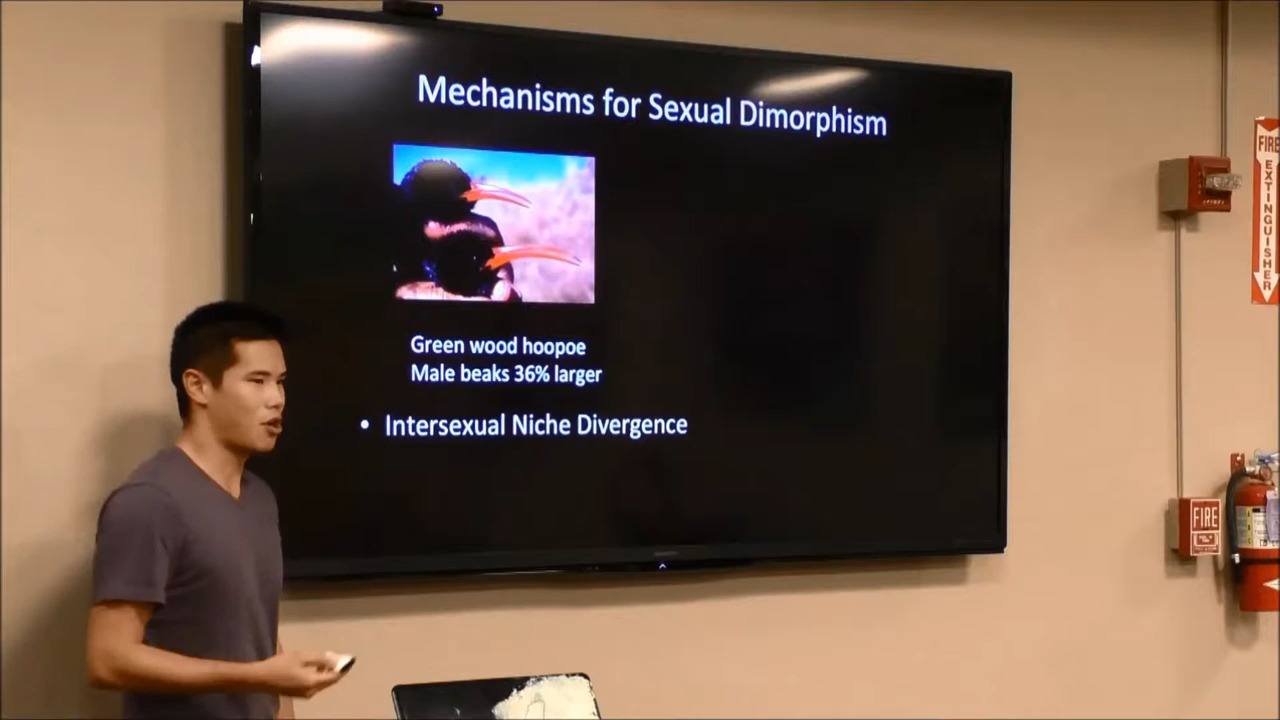 Mechanisms for Sexual Dimorphism
Green wood hoopoe
Male beaks 36% larger
• Intersexual Niche Divergence
FIRE
EXTINGUISHER
FIRE